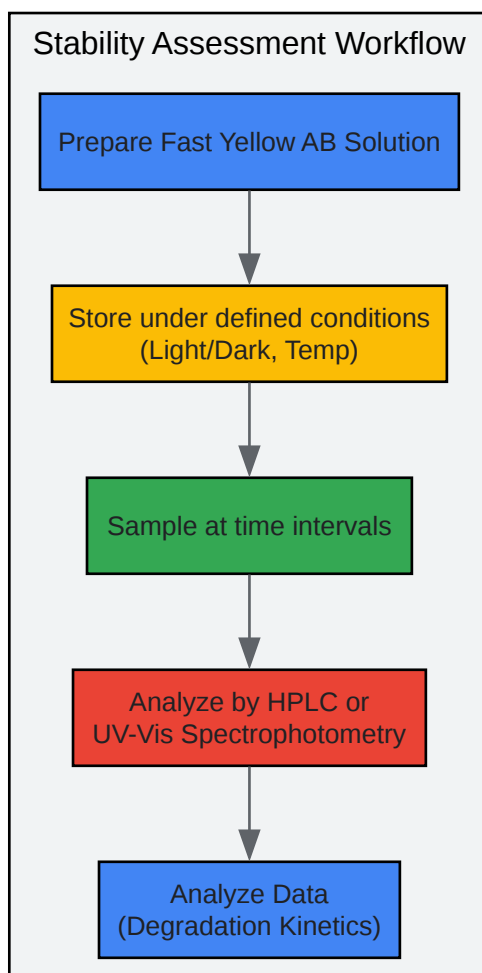 Stability Assessment Workflow
Prepare Fast Yellow AB Solution
Store under defined conditions
(Light/Dark, Temp)
Sample at time intervals
Analyze by HPLC or
UV-Vis Spectrophotometry
Analyze Data
(Degradation Kinetics)